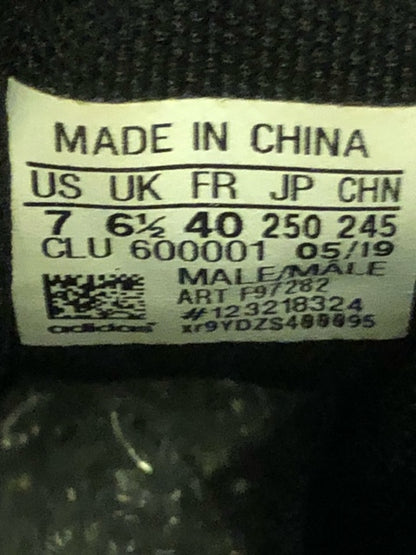 MADE IN CHINA
US UK FR JP CHN
7 6½ 40 250 245
CLU 600001 05/19
MALE/MALE
ART F97282
#123218324
adidas